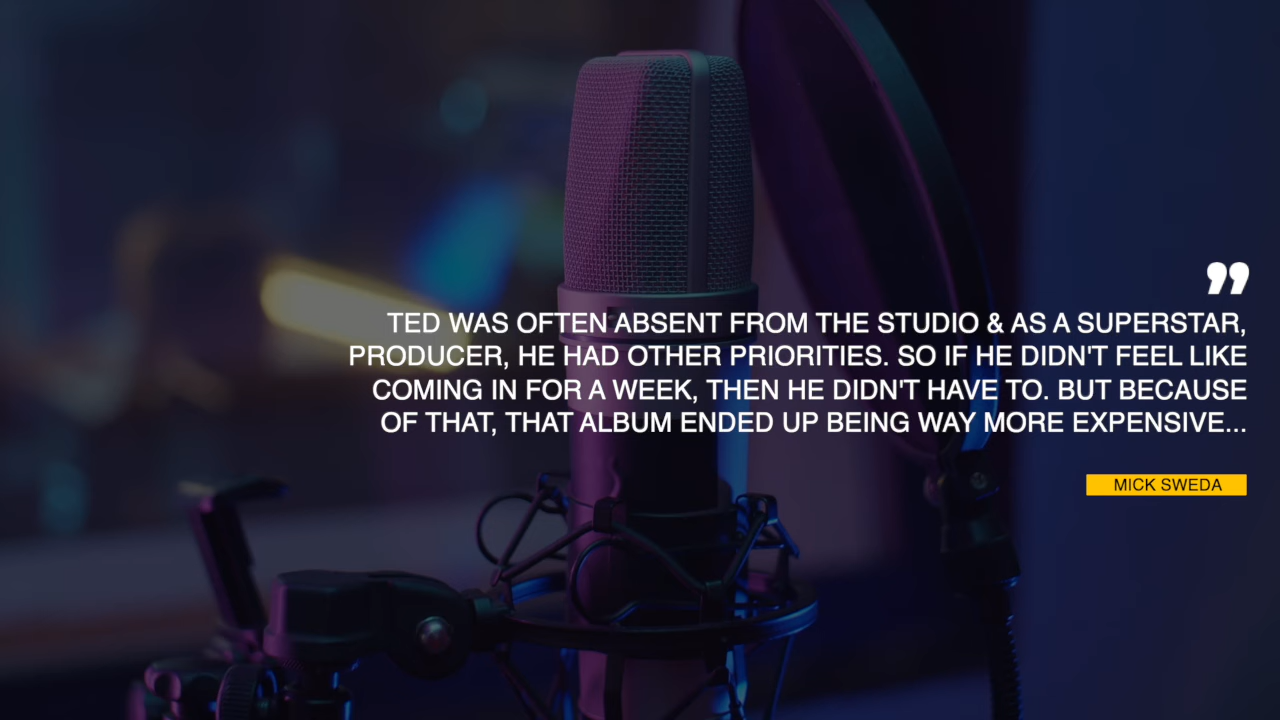 ”
TED WAS OFTEN ABSENT FROM THE STUDIO & AS A SUPERSTAR,
PRODUCER, HE HAD OTHER PRIORITIES. SO IF HE DIDN'T FEEL LIKE
COMING IN FOR A WEEK, THEN HE DIDN'T HAVE TO. BUT BECAUSE
OF THAT, THAT ALBUM ENDED UP BEING WAY MORE EXPENSIVE...
MICK SWEDA